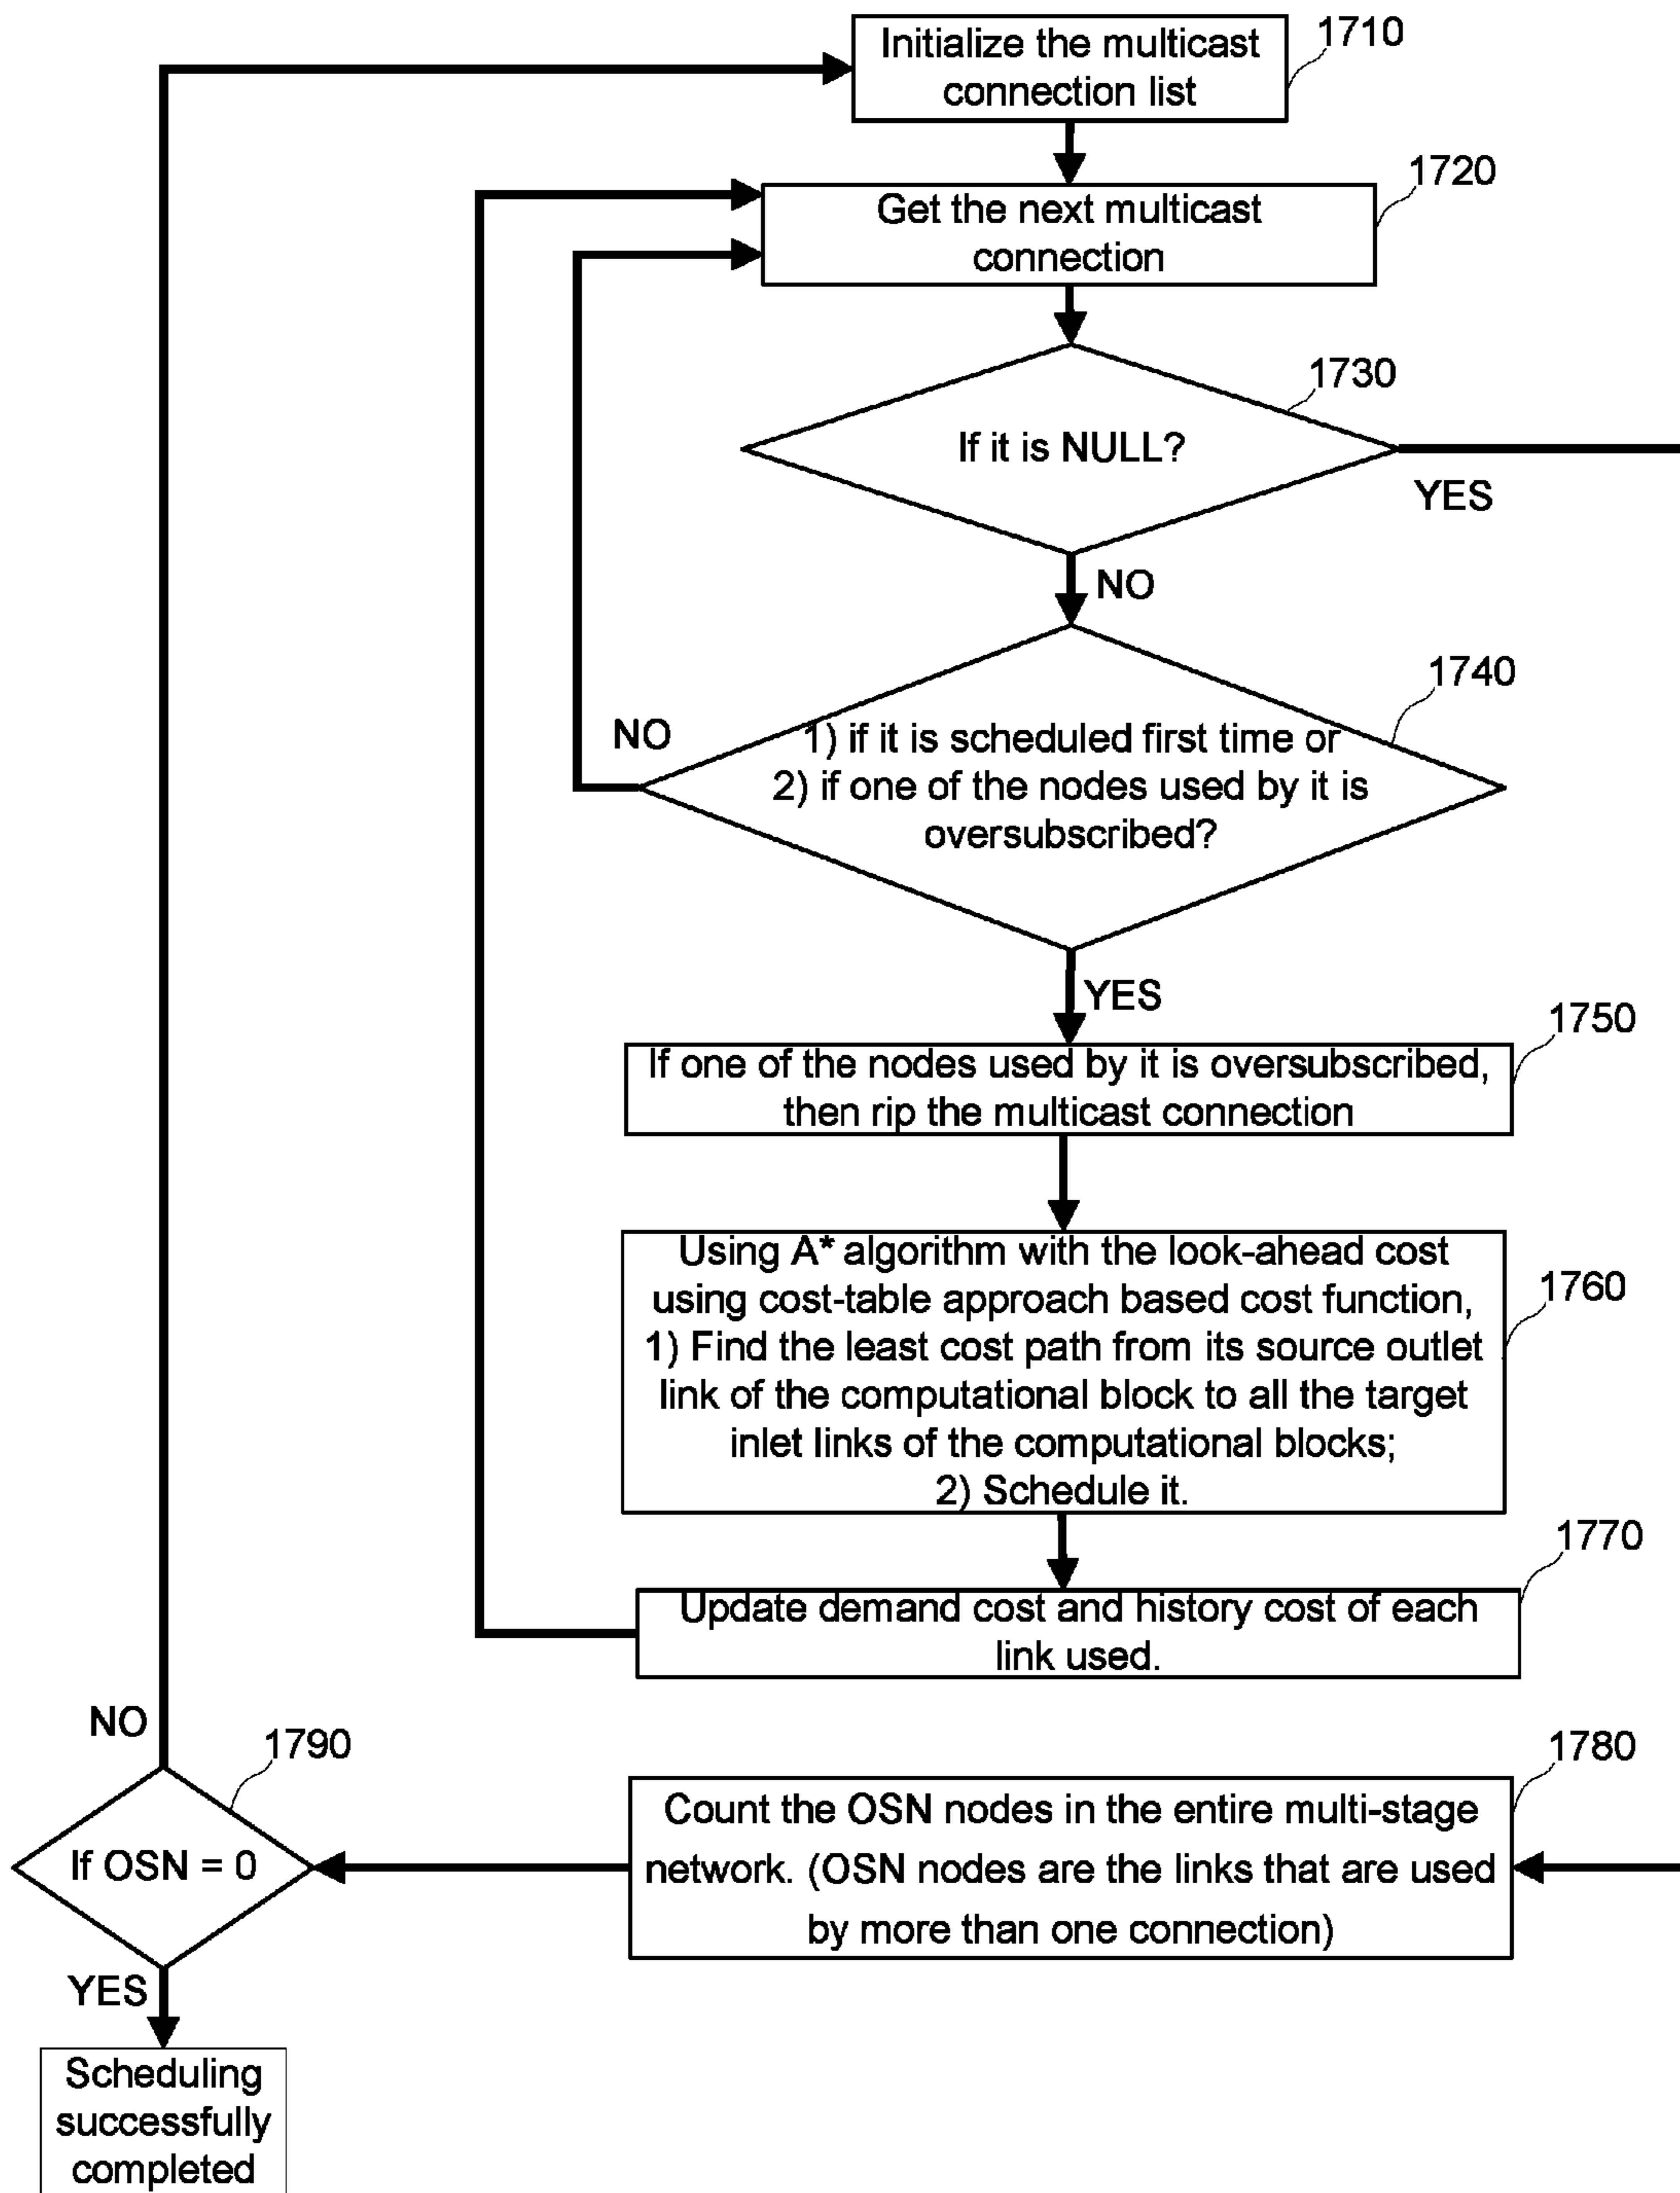 Initialize the multicast
connection list
1710
Get the next multicast
connection
1720
If it is NULL?
1730
YES
NO
1) if it is scheduled first time or
2) if one of the nodes used by it is
oversubscribed?
1740
NO
YES
If one of the nodes used by it is oversubscribed,
then rip the multicast connection
1750
Using A* algorithm with the look-ahead cost
using cost-table approach based cost function,
1) Find the least cost path from its source outlet
link of the computational block to all the target
inlet links of the computational blocks;
2) Schedule it.
1760
Update demand cost and history cost of each
link used.
1770
Count the OSN nodes in the entire multi-stage
network. (OSN nodes are the links that are used
by more than one connection)
1780
If OSN = 0
1790
NO
YES
Scheduling
successfully
completed